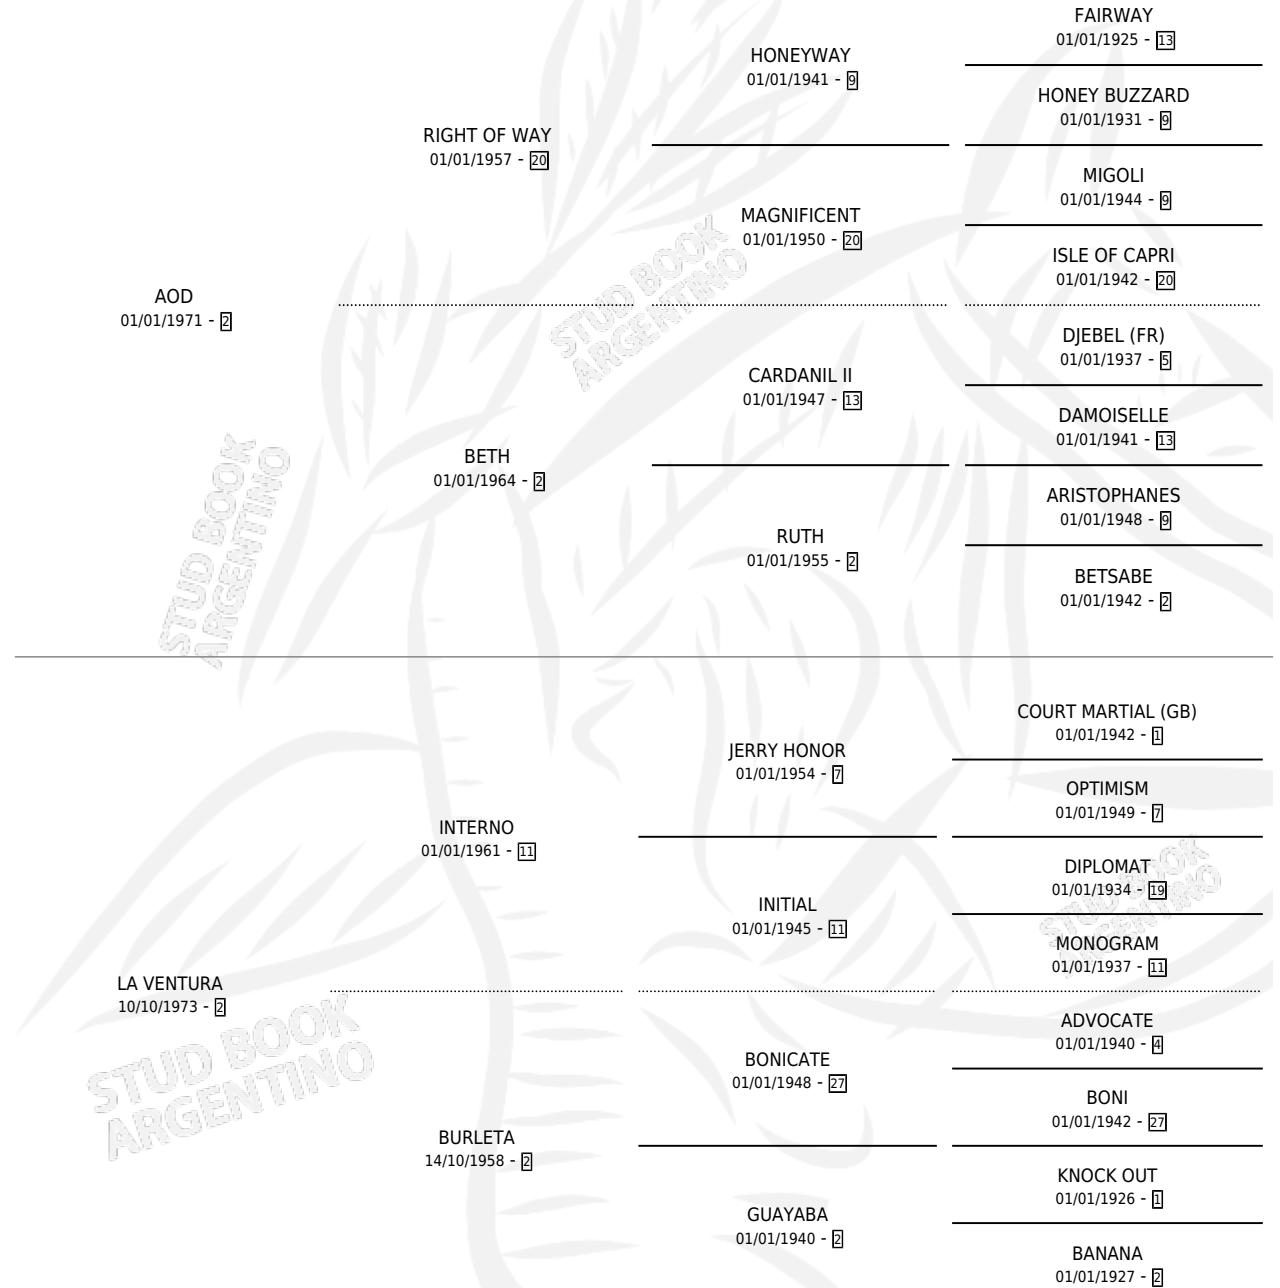 FAIRWAY
01/01/1925 - 13
HONEYWAY
01/01/1941 - 9
HONEY BUZZARD
01/01/1931 - 9
RIGHT OF WAY
01/01/1957 - 20
MIGOLI
01/01/1944 - 9
MAGNIFICENT
01/01/1950 - 20
ISLE OF CAPRI
01/01/1942 - 20
AOD
01/01/1971 - 2
DJEBEL (FR)
01/01/1937 - 5
CARDANIL II
01/01/1947 - 13
DAMOISELLE
01/01/1941 - 13
BETH
01/01/1964 - 2
ARISTOPHANES
01/01/1948 - 9
RUTH
01/01/1955 - 2
BETSABE
01/01/1942 - 2
COURT MARTIAL (GB)
01/01/1942 - 1
JERRY HONOR
01/01/1954 - 7
OPTIMISM
01/01/1949 - 7
INTERNO
01/01/1961 - 11
DIPLOMAT
01/01/1934 - 19
INITIAL
01/01/1945 - 11
MONOGRAM
01/01/1937 - 11
LA VENTURA
10/10/1973 - 2
ADVOCATE
01/01/1940 - 4
BONICATE
01/01/1948 - 27
BONI
01/01/1942 - 27
BURLETA
14/10/1958 - 2
KNOCK OUT
01/01/1926 - 1
GUAYABA
01/01/1940 - 2
BANANA
01/01/1927 - 2
STUD BOOK
ARGENTINO
STUD BOOK
ARGENTINO
STUD BOOK
ARGENTINO
STUD BOOK
ARGENTINO